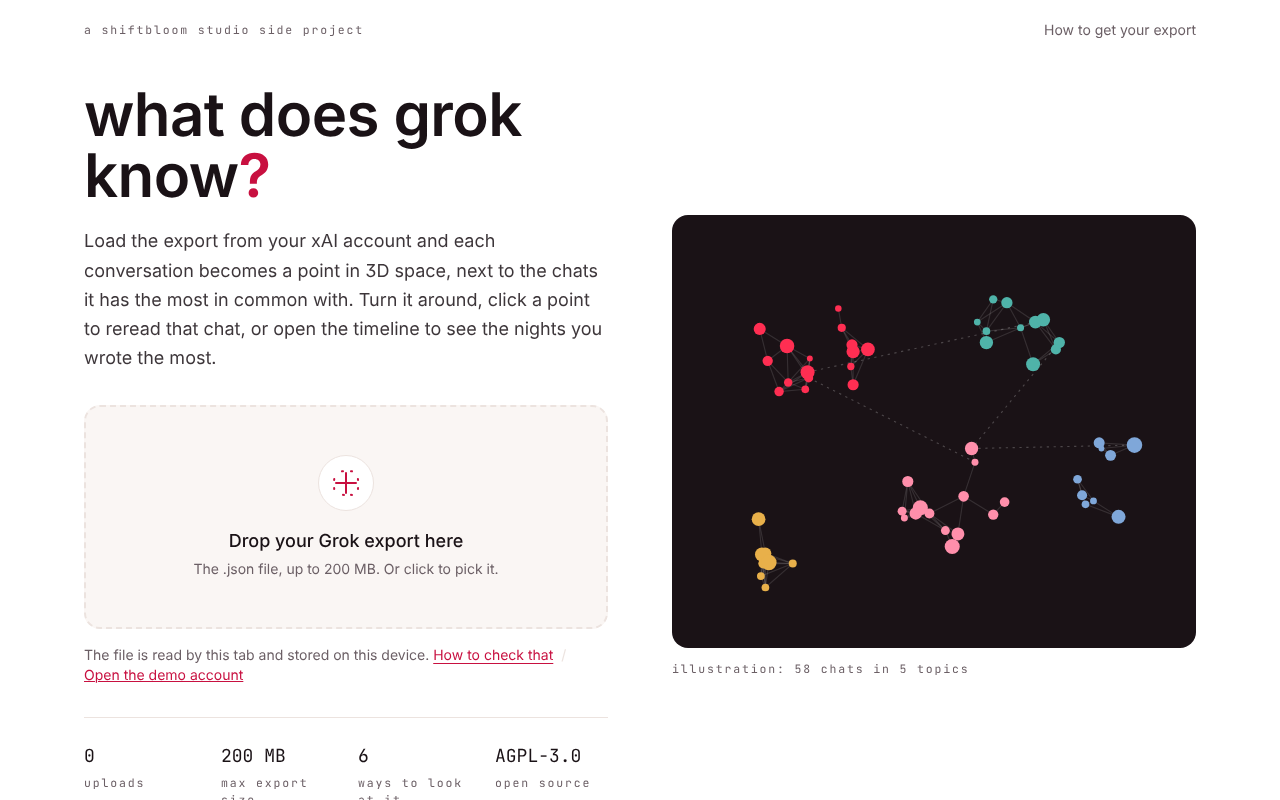 a shiftbloom studio side project
How to get your export
what does grok
know?
Load the export from your xAI account and each
conversation becomes a point in 3D space, next to the chats
it has the most in common with. Turn it around, click a point
to reread that chat, or open the timeline to see the nights you
wrote the most.
Drop your Grok export here
The .json file, up to 200 MB. Or click to pick it.
The file is read by this tab and stored on this device. How to check that /
Open the demo account
illustration: 58 chats in 5 topics
0
uploads
200 MB
max export
size
6
ways to look
at it
AGPL-3.0
open source